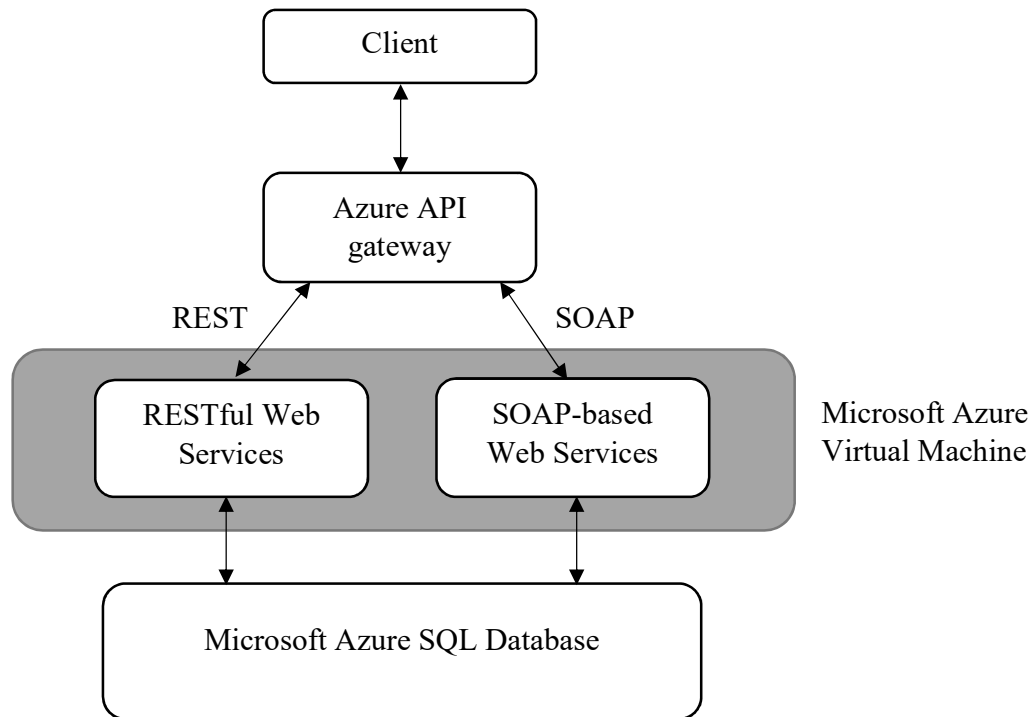 Client
Azure API
gateway
REST
SOAP
RESTful Web
Services
SOAP-based
Web Services
Microsoft Azure
Virtual Machine
Microsoft Azure SQL Database